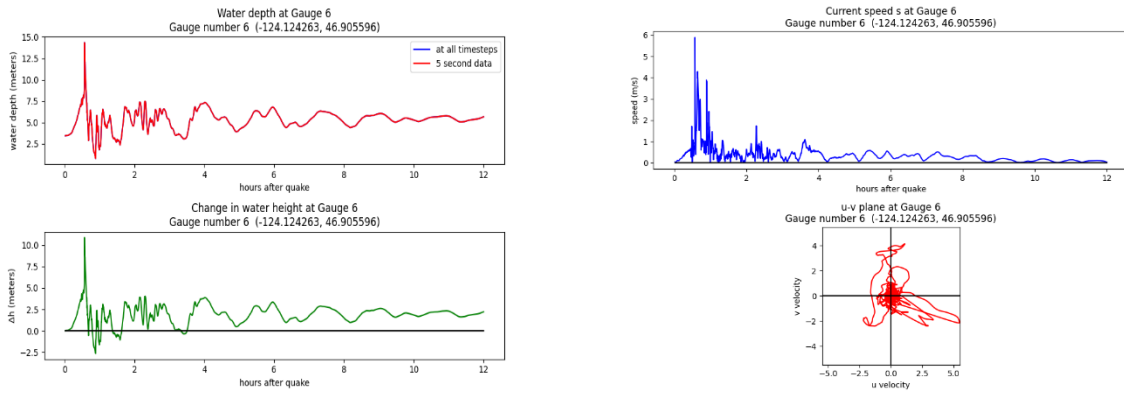 Water depth at Gauge 6
Gauge number 6 (-124.124263, 46.905596)
15.0
12.5
10.0
7.5
5.0
2.5
water depth (meters)
at all timesteps
5 second data
0 2 4 6 8 10 12
hours after quake
Current speed s at Gauge 6
Gauge number 6 (-124.124263, 46.905596)
6
5
4
3
2
1
0
speed (m/s)
0 2 4 6 8 10 12
hours after quake
Change in water height at Gauge 6
Gauge number 6 (-124.124263, 46.905596)
10.0
7.5
5.0
2.5
0.0
−2.5
Δh (meters)
0 2 4 6 8 10 12
hours after quake
u-v plane at Gauge 6
Gauge number 6 (-124.124263, 46.905596)
4
2
0
−2
−4
v velocity
−5.0 −2.5 0.0 2.5 5.0
u velocity